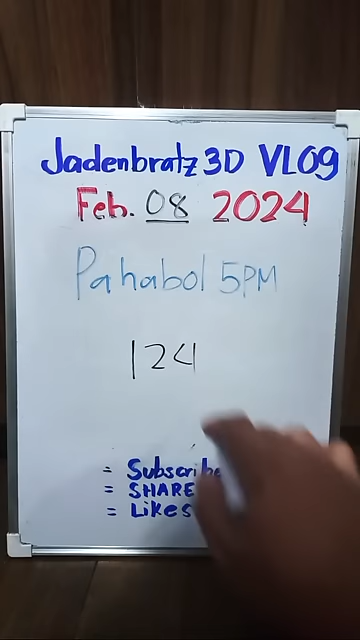 Jadenbratz 3D VLOG
Feb. 08 2024
Pahabol 5PM
124
= Subscribe
= SHARE
= Likes